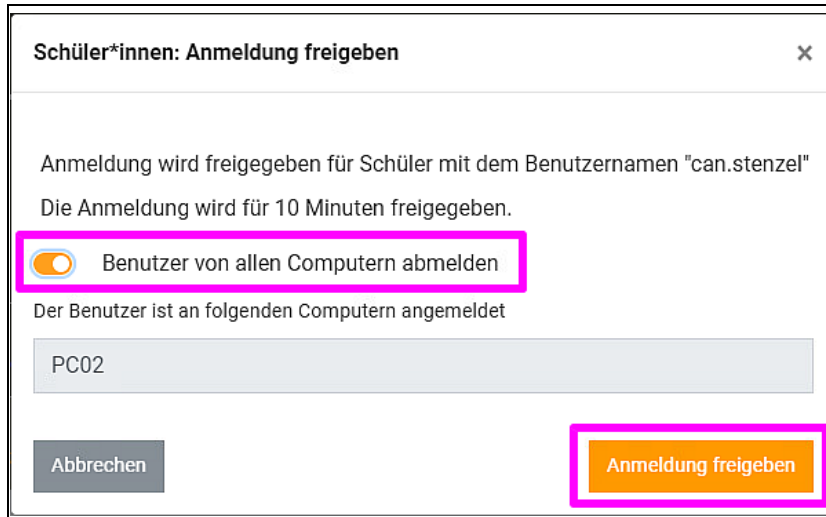 Schüler*innen: Anmeldung freigeben ×
Anmeldung wird freigegeben für Schüler mit dem Benutzernamen "can.stenzel"
Die Anmeldung wird für 10 Minuten freigegeben.
Benutzer von allen Computern abmelden
Der Benutzer ist an folgenden Computern angemeldet
PC02
Abbrechen Anmeldung freigeben